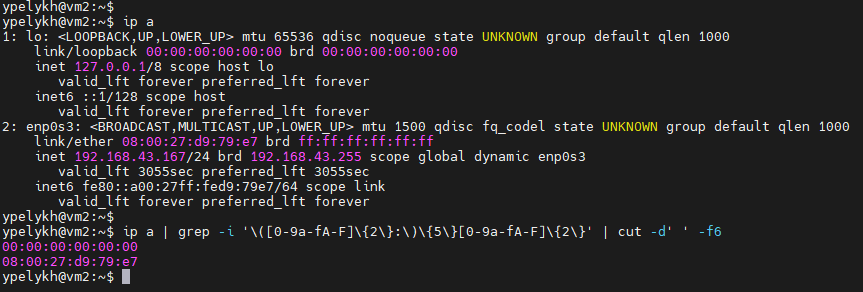 ypelykh@vm2:~$
ypelykh@vm2:~$ ip a
1: lo: <LOOPBACK,UP,LOWER_UP> mtu 65536 qdisc noqueue state UNKNOWN group default qlen 1000
    link/loopback 00:00:00:00:00:00 brd 00:00:00:00:00:00
    inet 127.0.0.1/8 scope host lo
       valid_lft forever preferred_lft forever
    inet6 ::1/128 scope host
       valid_lft forever preferred_lft forever
2: enp0s3: <BROADCAST,MULTICAST,UP,LOWER_UP> mtu 1500 qdisc fq_codel state UNKNOWN group default qlen 1000
    link/ether 08:00:27:d9:79:e7 brd ff:ff:ff:ff:ff:ff
    inet 192.168.43.167/24 brd 192.168.43.255 scope global dynamic enp0s3
       valid_lft 3055sec preferred_lft 3055sec
    inet6 fe80::a00:27ff:fed9:79e7/64 scope link
       valid_lft forever preferred_lft forever
ypelykh@vm2:~$
ypelykh@vm2:~$ ip a | grep -i '\([0-9a-fA-F]\{2\}:\)\{5\}[0-9a-fA-F]\{2\}' | cut -d' ' -f6
00:00:00:00:00:00
08:00:27:d9:79:e7
ypelykh@vm2:~$